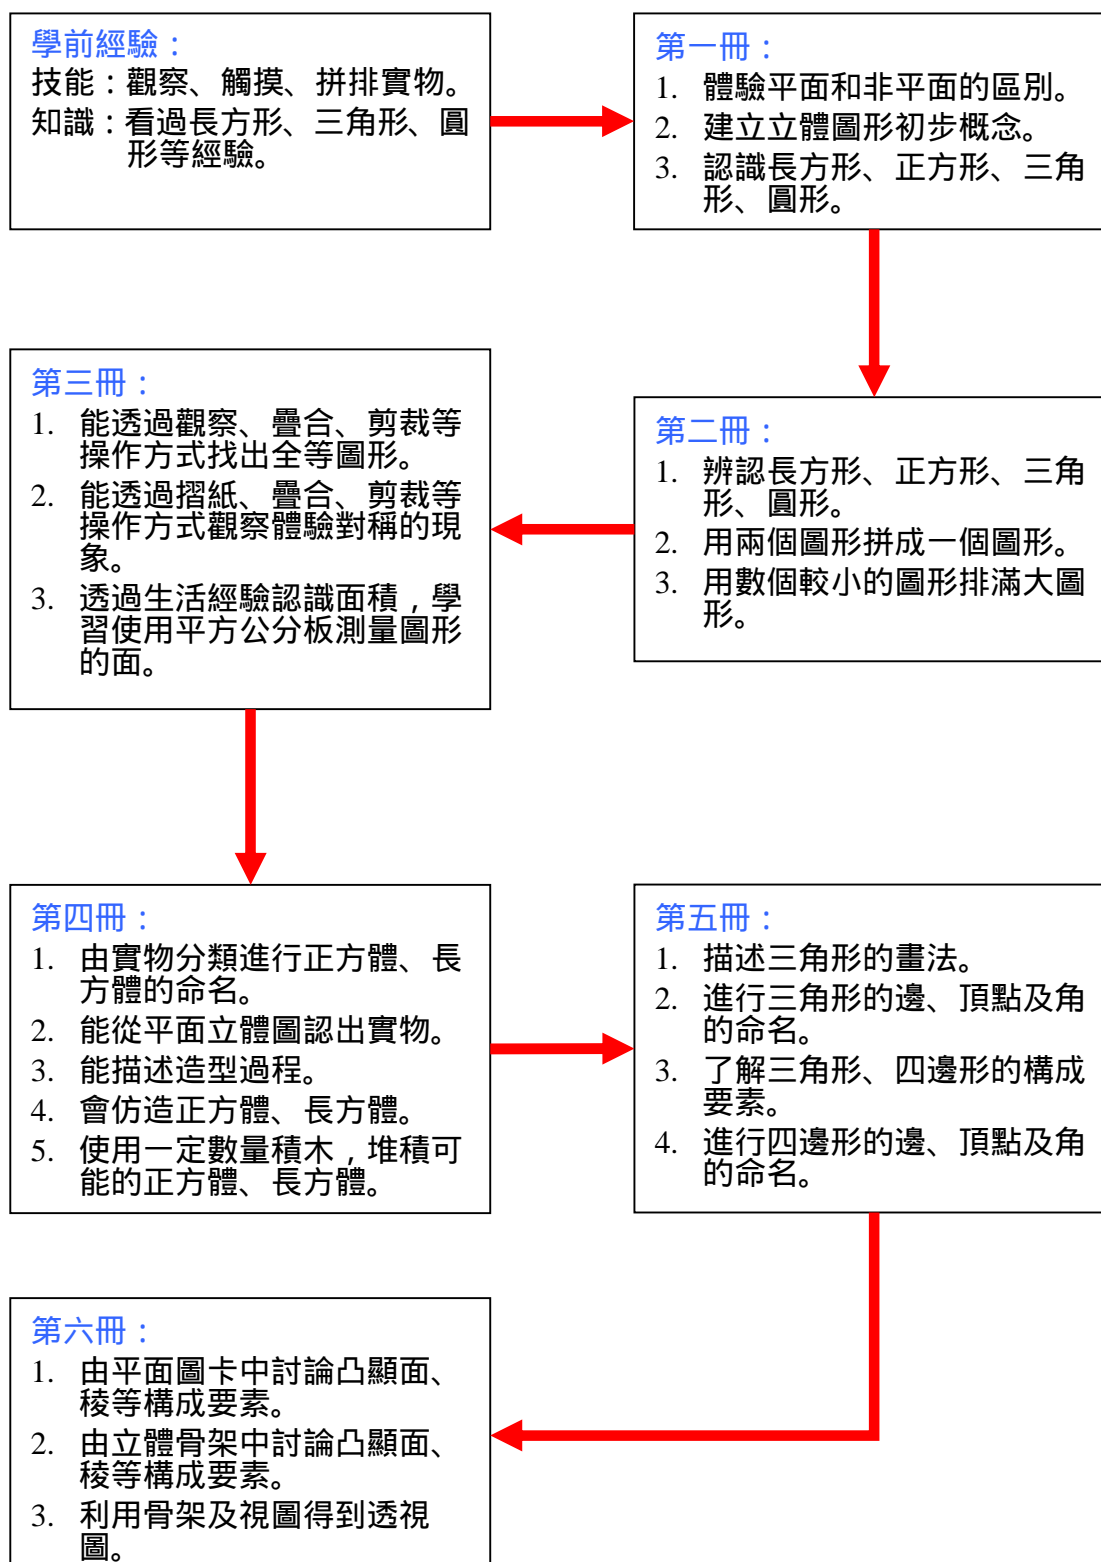 學前經驗：
技能：觀察、觸摸、拼排實物。
知識：看過長方形、三角形、圓
形等經驗。
第一冊：
1. 體驗平面和非平面的區別。
2. 建立立體圖形初步概念。
3. 認識長方形、正方形、三角
形、圓形。
第二冊：
1. 辨認長方形、正方形、三角
形、圓形。
2. 用兩個圖形拼成一個圖形。
3. 用數個較小的圖形排滿大圖
形。
第三冊：
1. 能透過觀察、疊合、剪裁等
操作方式找出全等圖形。
2. 能透過摺紙、疊合、剪裁等
操作方式觀察體驗對稱的現
象。
3. 透過生活經驗認識面積，學
習使用平方公分板測量圖形
的面。
第四冊：
1. 由實物分類進行正方體、長
方體的命名。
2. 能從平面立體圖認出實物。
3. 能描述造型過程。
4. 會仿造正方體、長方體。
5. 使用一定數量積木，堆積可
能的正方體、長方體。
第五冊：
1. 描述三角形的畫法。
2. 進行三角形的邊、頂點及角
的命名。
3. 了解三角形、四邊形的構成
要素。
4. 進行四邊形的邊、頂點及角
的命名。
第六冊：
1. 由平面圖卡中討論凸顯面、
稜等構成要素。
2. 由立體骨架中討論凸顯面、
稜等構成要素。
3. 利用骨架及視圖得到透視
圖。